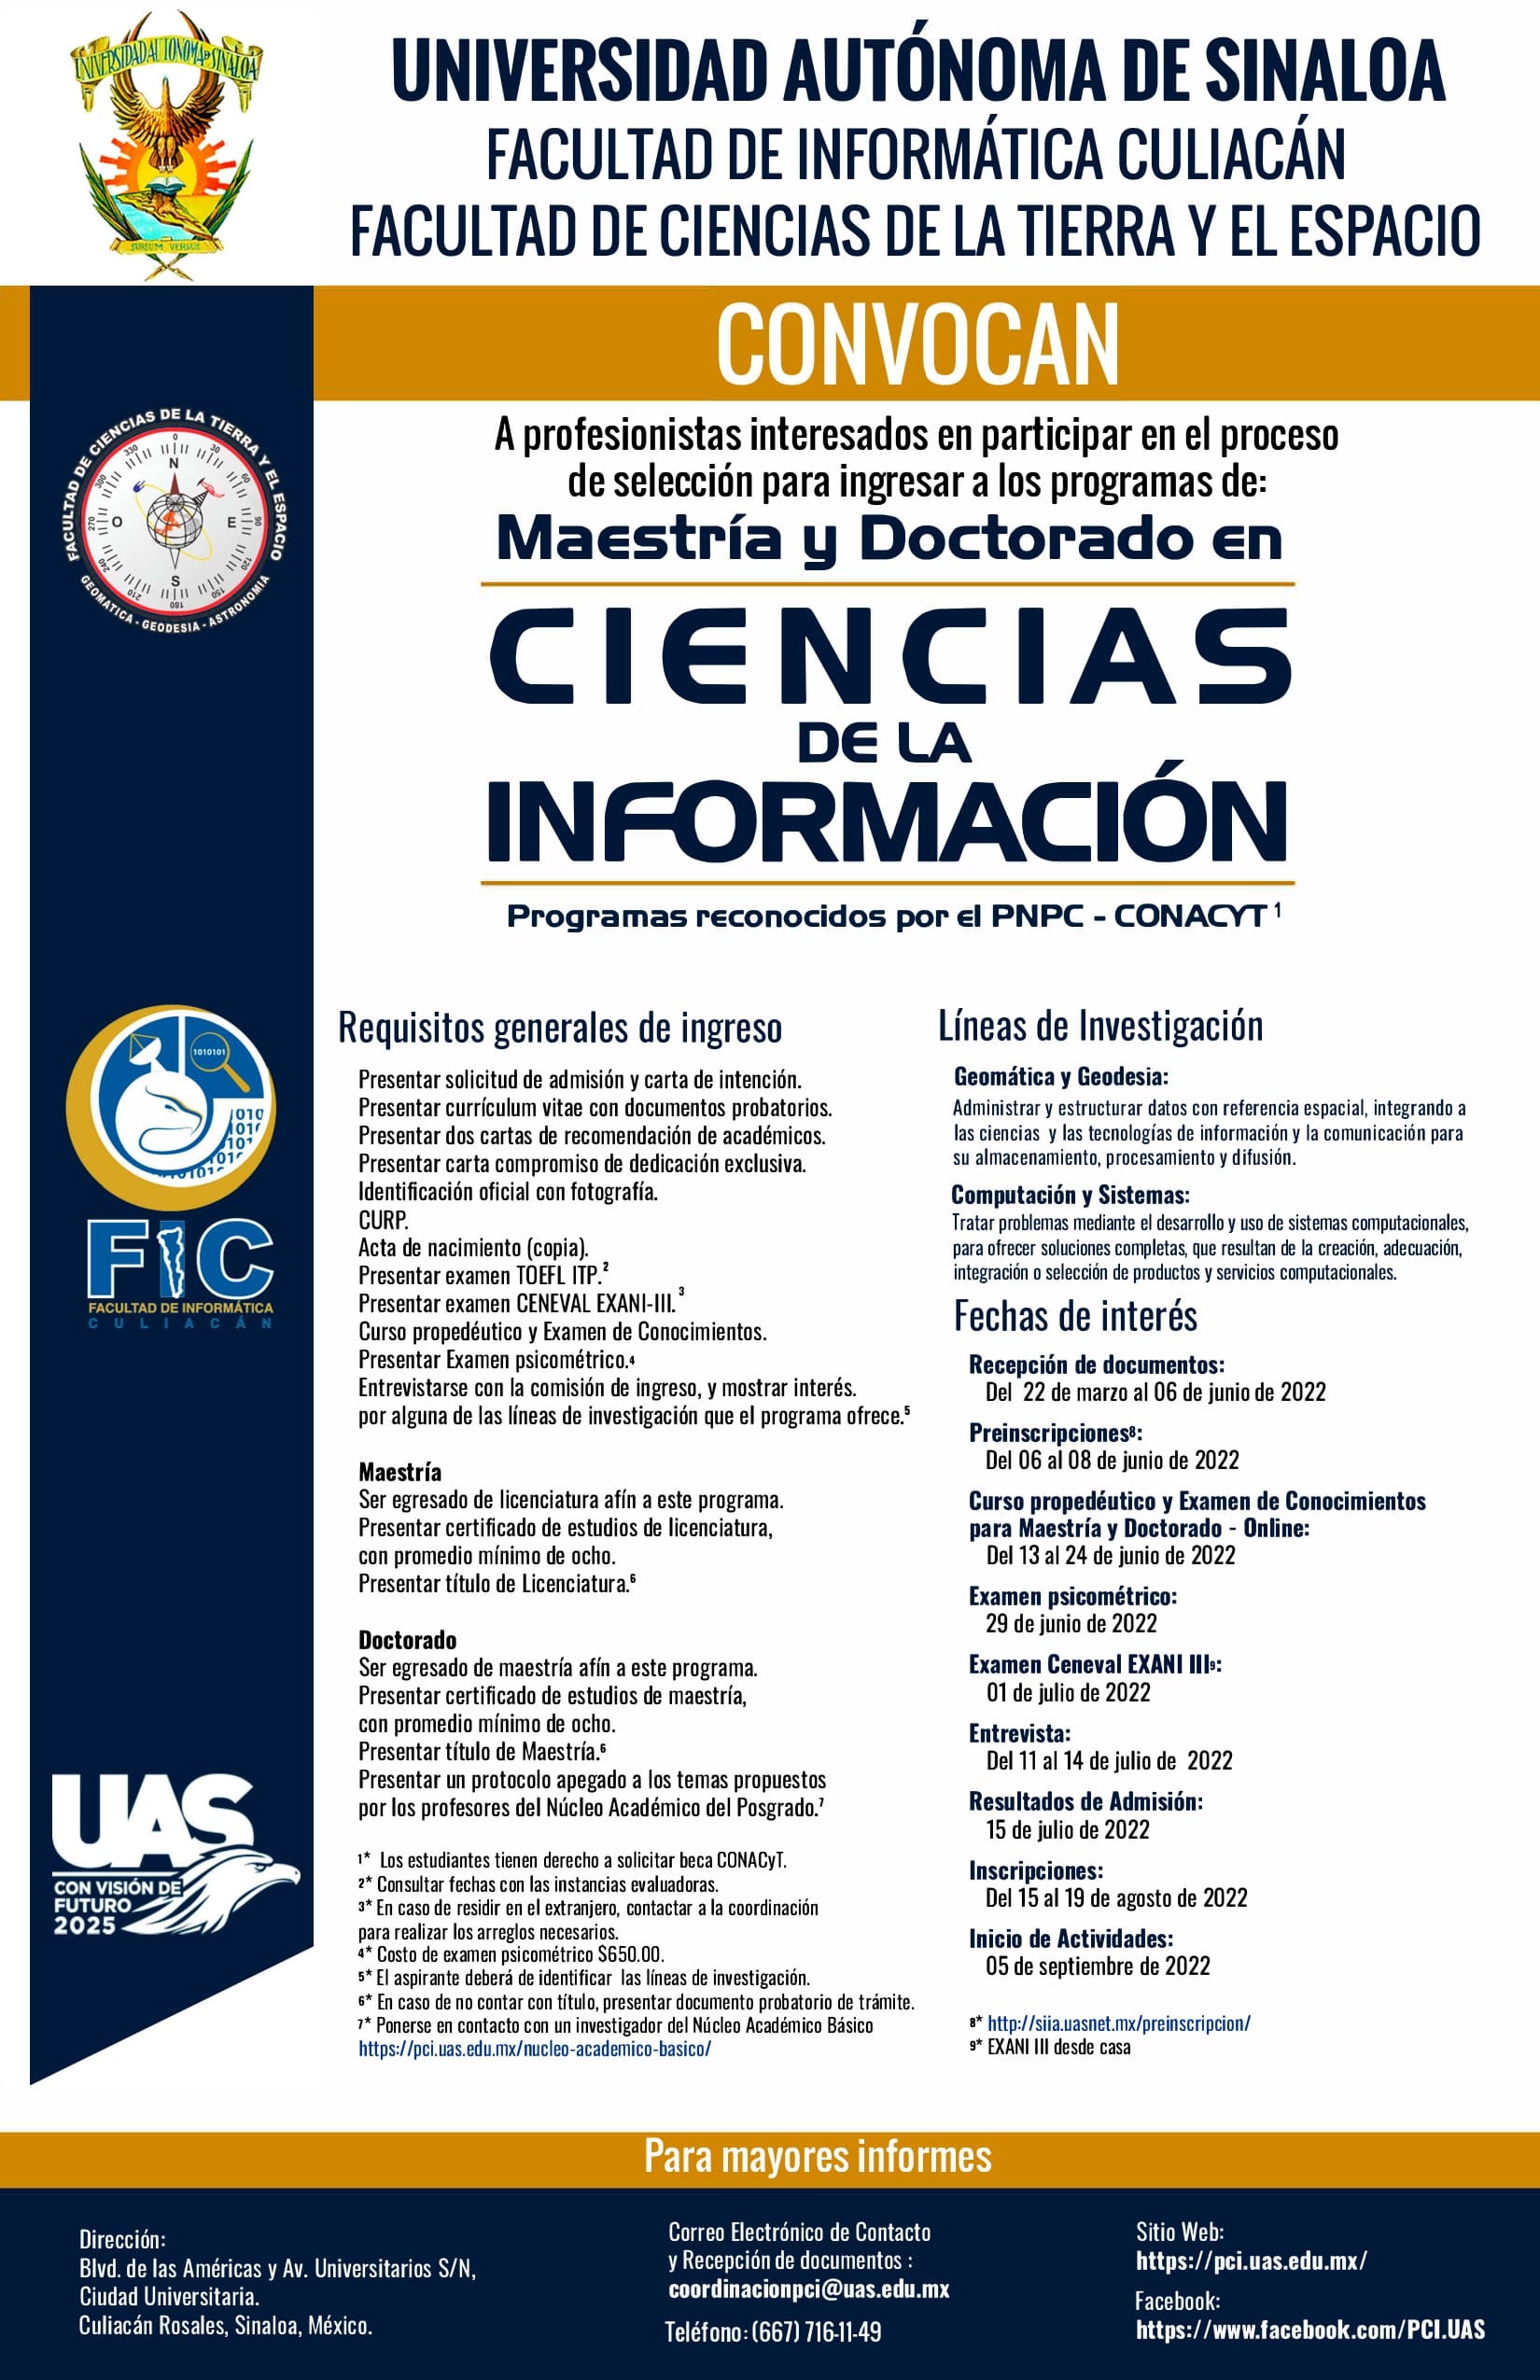 UNIVERSIDAD AUTONOMA DE SINALOA
SURSUM VERSUS
UNIVERSIDAD AUTÓNOMA DE SINALOA
FACULTAD DE INFORMÁTICA CULIACÁN
FACULTAD DE CIENCIAS DE LA TIERRA Y EL ESPACIO
CONVOCAN
A profesionistas interesados en participar en el proceso
de selección para ingresar a los programas de:
Maestría y Doctorado en
CIENCIAS
DE LA
INFORMACIÓN
Programas reconocidos por el PNPC - CONACYT 1
FACULTAD DE CIENCIAS DE LA TIERRA Y EL ESPACIO
GEOMATICA - GEODESIA - ASTRONOMIA
N
E
S
O
0
30
60
90
120
150
180
210
240
270
300
330
1010101
FIC
FACULTAD DE INFORMÁTICA
CULIACÁN
UAS
CON VISIÓN DE
FUTURO
2025
Requisitos generales de ingreso
Presentar solicitud de admisión y carta de intención.
Presentar currículum vitae con documentos probatorios.
Presentar dos cartas de recomendación de académicos.
Presentar carta compromiso de dedicación exclusiva.
Identificación oficial con fotografía.
CURP.
Acta de nacimiento (copia).
Presentar examen TOEFL ITP.²
Presentar examen CENEVAL EXANI-III.³
Curso propedéutico y Examen de Conocimientos.
Presentar Examen psicométrico.⁴
Entrevistarse con la comisión de ingreso, y mostrar interés.
por alguna de las líneas de investigación que el programa ofrece.⁵
Maestría
Ser egresado de licenciatura afín a este programa.
Presentar certificado de estudios de licenciatura,
con promedio mínimo de ocho.
Presentar título de Licenciatura.⁶
Doctorado
Ser egresado de maestría afín a este programa.
Presentar certificado de estudios de maestría,
con promedio mínimo de ocho.
Presentar título de Maestría.⁶
Presentar un protocolo apegado a los temas propuestos
por los profesores del Núcleo Académico del Posgrado.⁷
1* Los estudiantes tienen derecho a solicitar beca CONACyT.
2* Consultar fechas con las instancias evaluadoras.
3* En caso de residir en el extranjero, contactar a la coordinación
para realizar los arreglos necesarios.
4* Costo de examen psicométrico $650.00.
5* El aspirante deberá de identificar las líneas de investigación.
6* En caso de no contar con título, presentar documento probatorio de trámite.
7* Ponerse en contacto con un investigador del Núcleo Académico Básico
https://pci.uas.edu.mx/nucleo-academico-basico/
Líneas de Investigación
Geomática y Geodesia:
Administrar y estructurar datos con referencia espacial, integrando a
las ciencias y las tecnologías de información y la comunicación para
su almacenamiento, procesamiento y difusión.
Computación y Sistemas:
Tratar problemas mediante el desarrollo y uso de sistemas computacionales,
para ofrecer soluciones completas, que resultan de la creación, adecuación,
integración o selección de productos y servicios computacionales.
Fechas de interés
Recepción de documentos:
Del 22 de marzo al 06 de junio de 2022
Preinscripciones⁸:
Del 06 al 08 de junio de 2022
Curso propedéutico y Examen de Conocimientos
para Maestría y Doctorado - Online:
Del 13 al 24 de junio de 2022
Examen psicométrico:
29 de junio de 2022
Examen Ceneval EXANI III⁹:
01 de julio de 2022
Entrevista:
Del 11 al 14 de julio de 2022
Resultados de Admisión:
15 de julio de 2022
Inscripciones:
Del 15 al 19 de agosto de 2022
Inicio de Actividades:
05 de septiembre de 2022
8* http://siia.uasnet.mx/preinscripcion/
9* EXANI III desde casa
Para mayores informes
Dirección:
Blvd. de las Américas y Av. Universitarios S/N,
Ciudad Universitaria.
Culiacán Rosales, Sinaloa, México.
Correo Electrónico de Contacto
y Recepción de documentos :
coordinacionpci@uas.edu.mx
Teléfono: (667) 716-11-49
Sitio Web:
https://pci.uas.edu.mx/
Facebook:
https://www.facebook.com/PCI.UAS